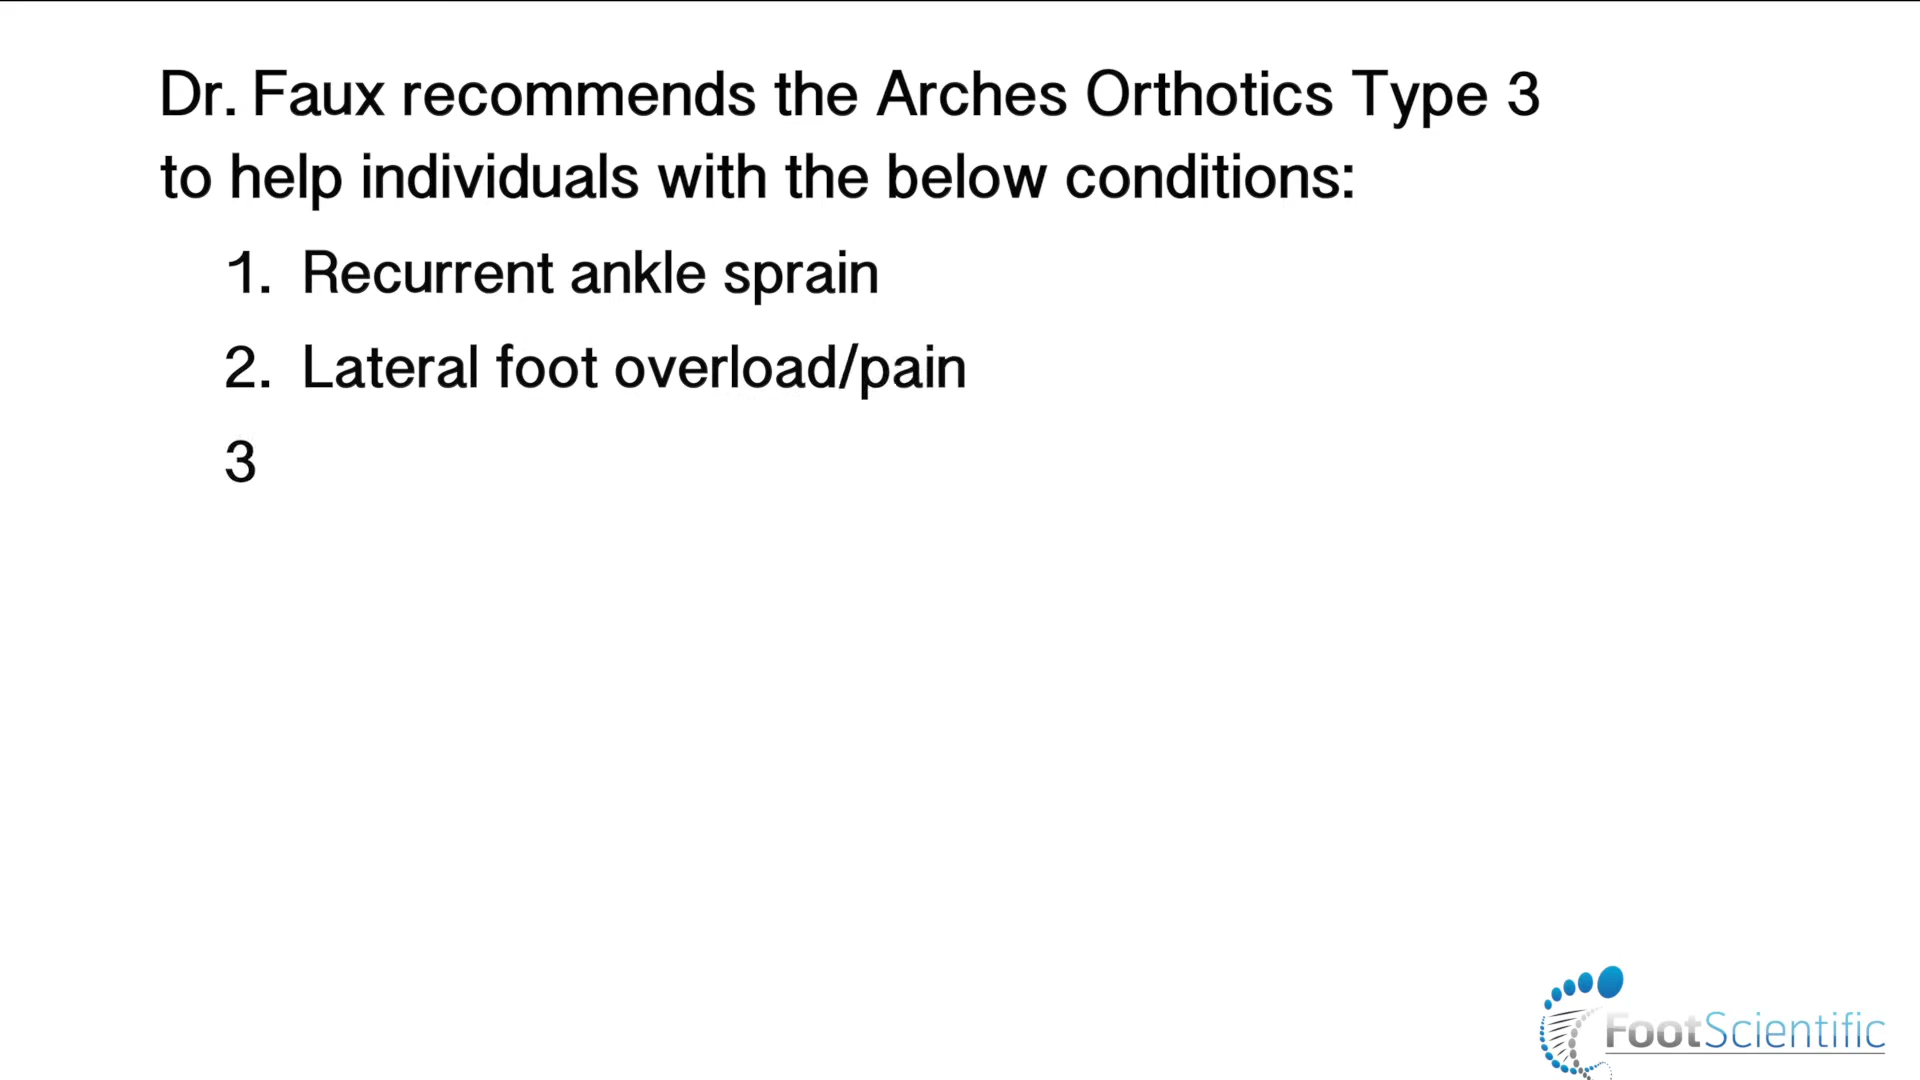 Dr. Faux recommends the Arches Orthotics Type 3
to help individuals with the below conditions:
1. Recurrent ankle sprain
2. Lateral foot overload/pain
3
FootScientific